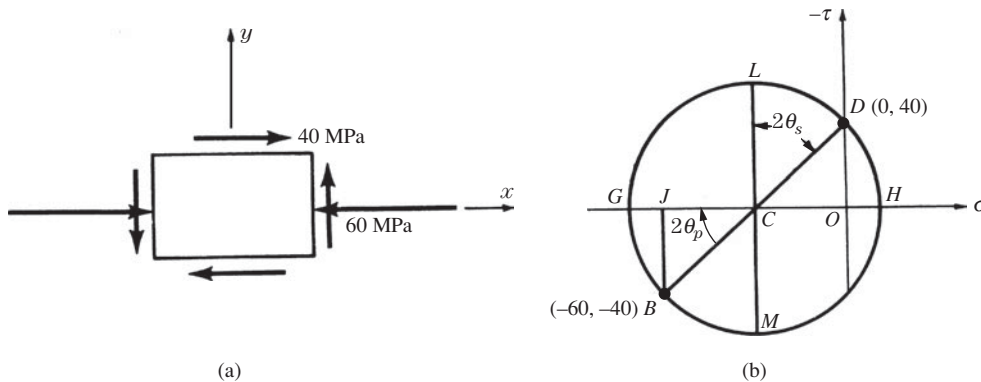 y
40 MPa
x
60 MPa
(a)
–τ
L
D (0, 40)
2θs
G
J
C
O
H
σ
2θp
(–60, –40) B
M
(b)